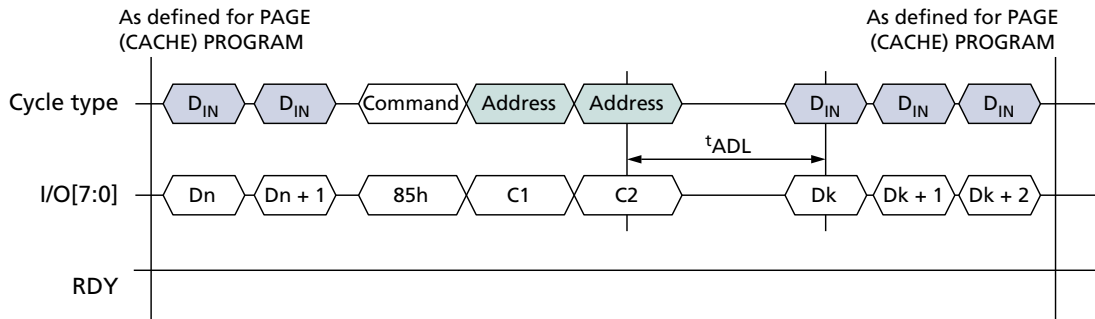 As defined for PAGE
(CACHE) PROGRAM
As defined for PAGE
(CACHE) PROGRAM
Cycle type
DIN
DIN
Command
Address
Address
DIN
DIN
DIN
tADL
I/O[7:0]
Dn
Dn + 1
85h
C1
C2
Dk
Dk + 1
Dk + 2
RDY